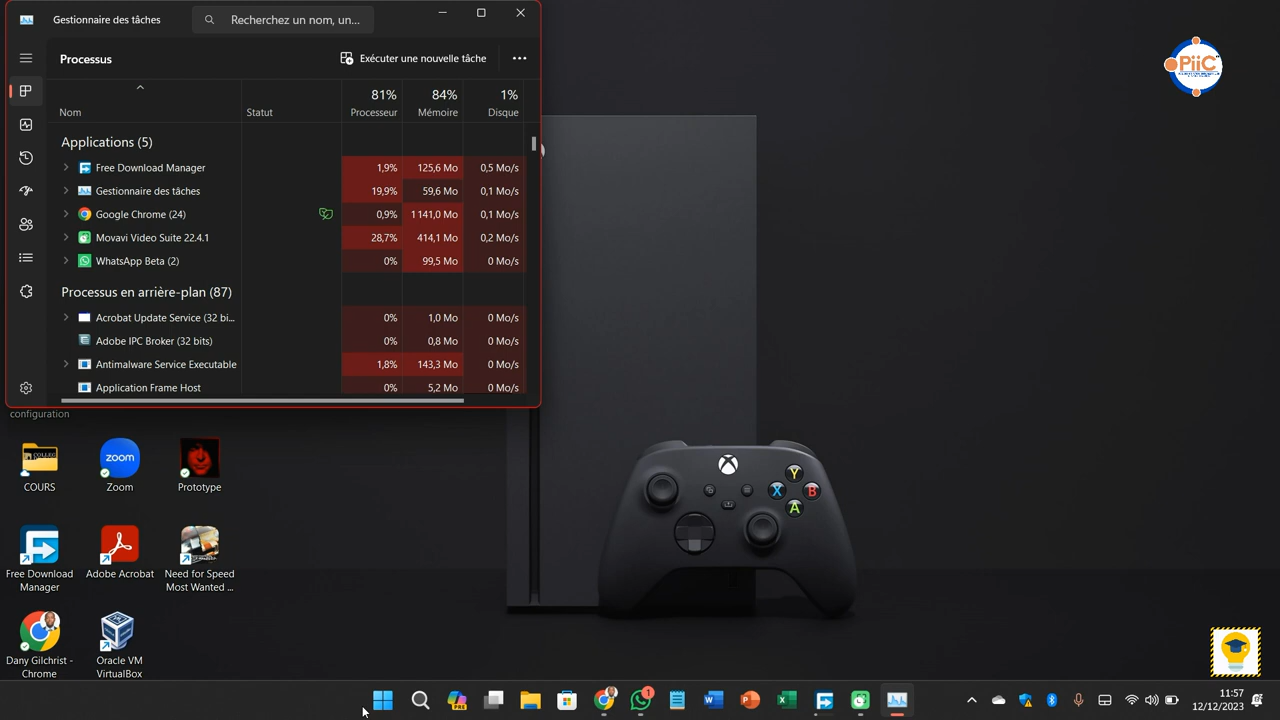 Gestionnaire des tâches
Recherchez un nom, un...
Processus
Exécuter une nouvelle tâche
81% 84% 1%
Nom Statut Processeur Mémoire Disque
Applications (5)
Free Download Manager 1,9% 125,6 Mo 0,5 Mo/s
Gestionnaire des tâches 19,9% 59,6 Mo 0,1 Mo/s
Google Chrome (24) 0,9% 1 141,0 Mo 0,1 Mo/s
Movavi Video Suite 22.4.1 28,7% 414,1 Mo 0,2 Mo/s
WhatsApp Beta (2) 0% 99,5 Mo 0 Mo/s
Processus en arrière-plan (87)
Acrobat Update Service (32 bi... 0% 1,0 Mo 0 Mo/s
Adobe IPC Broker (32 bits) 0% 0,8 Mo 0 Mo/s
Antimalware Service Executable 1,8% 143,3 Mo 0 Mo/s
Application Frame Host 0% 5,2 Mo 0 Mo/s
configuration
COURS
Zoom
Prototype
Free Download Manager
Adobe Acrobat
Need for Speed Most Wanted ...
Dany Gilchrist - Chrome
Oracle VM VirtualBox
zoom
PiiC
Y
X
B
A
PRE
1
11:57
12/12/2023